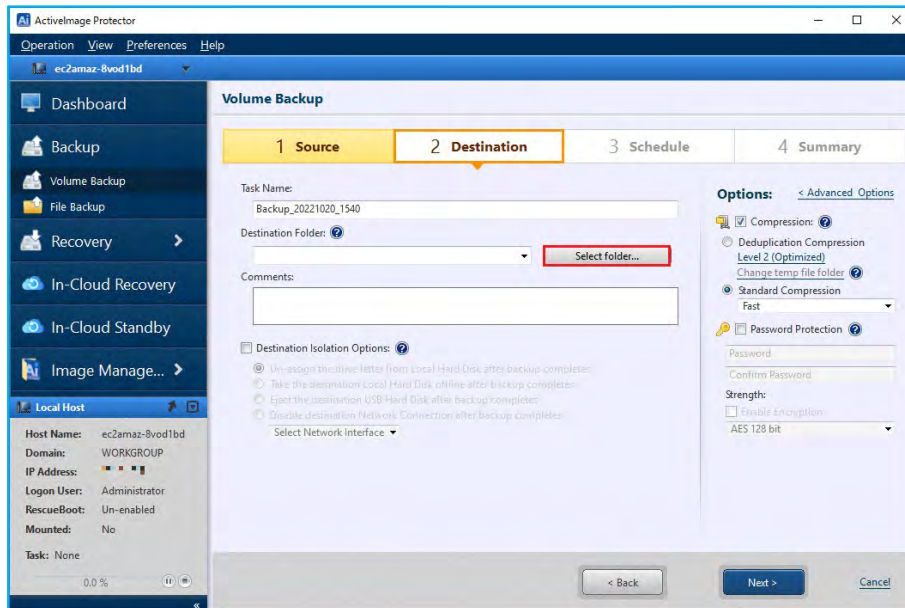 ActiveImage Protector
Operation View Preferences Help
ec2amaz-8vod1bd
Dashboard
Backup
Volume Backup
File Backup
Recovery
In-Cloud Recovery
In-Cloud Standby
Image Manage...
Local Host
Host Name: ec2amaz-8vod1bd
Domain: WORKGROUP
IP Address:
Logon User: Administrator
RescueBoot: Un-enabled
Mounted: No
Task: None
0.0 %
Volume Backup
1 Source
2 Destination
3 Schedule
4 Summary
Task Name:
Backup_20221020_1540
Destination Folder:
Select folder...
Comments:
Destination Isolation Options:
Un-assign the drive letter from Local Hard Disk after backup completes
Take the destination Local Hard Disk offline after backup completes
Eject the destination USB Hard Disk after backup completes
Disable destination Network Connection after backup completes
Select Network Interface
Options: < Advanced Options
Compression:
Deduplication Compression
Level 2 (Optimized)
Change temp file folder
Standard Compression
Fast
Password Protection
Password
Confirm Password
Strength:
Enable Encryption
AES 128 bit
< Back
Next >
Cancel